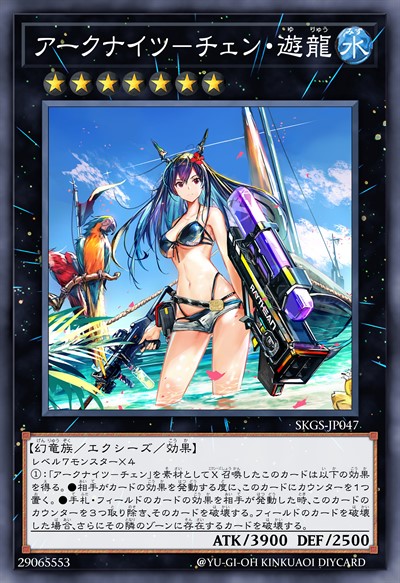 アークナイツーチェン・遊龍
水
SKGS-JP047
【幻竜族／エクシーズ／効果】
レベル7モンスター×4
①:「アークナイツーチェン」を素材としてX召喚したこのカードは以下の効果
を得る。●相手がカードの効果を発動する度に、このカードにカウンターを1つ
置く。●手札・フィールドのカードの効果を相手が発動した時、このカードの
カウンターを3つ取り除き、そのカードを破壊する。フィールドのカードを破壊
した場合、さらにその隣のゾーンに存在するカードを破壊する。
ATK/3900 DEF/2500
29065553
@YU-GI-OH KINKUAOI DIYCARD